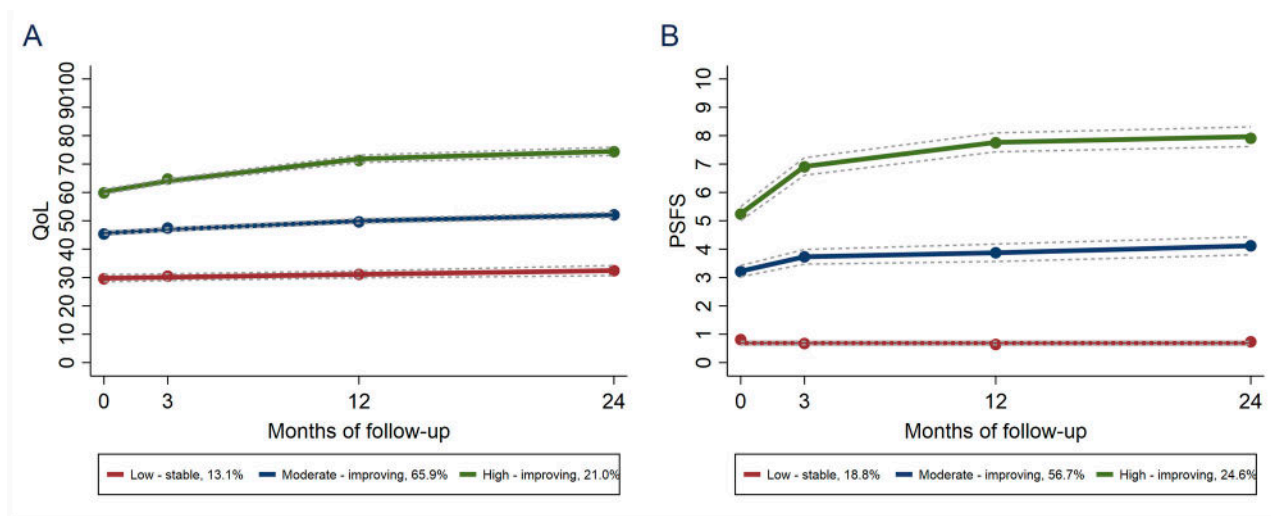 A
QoL
100
90
80
70
60
50
40
30
20
10
0
0 3 12 24
Months of follow-up
Low - stable, 13.1% Moderate - improving, 65.9% High - improving, 21.0%
B
PSFS
10
9
8
7
6
5
4
3
2
1
0
0 3 12 24
Months of follow-up
Low - stable, 18.8% Moderate - improving, 56.7% High - improving, 24.6%